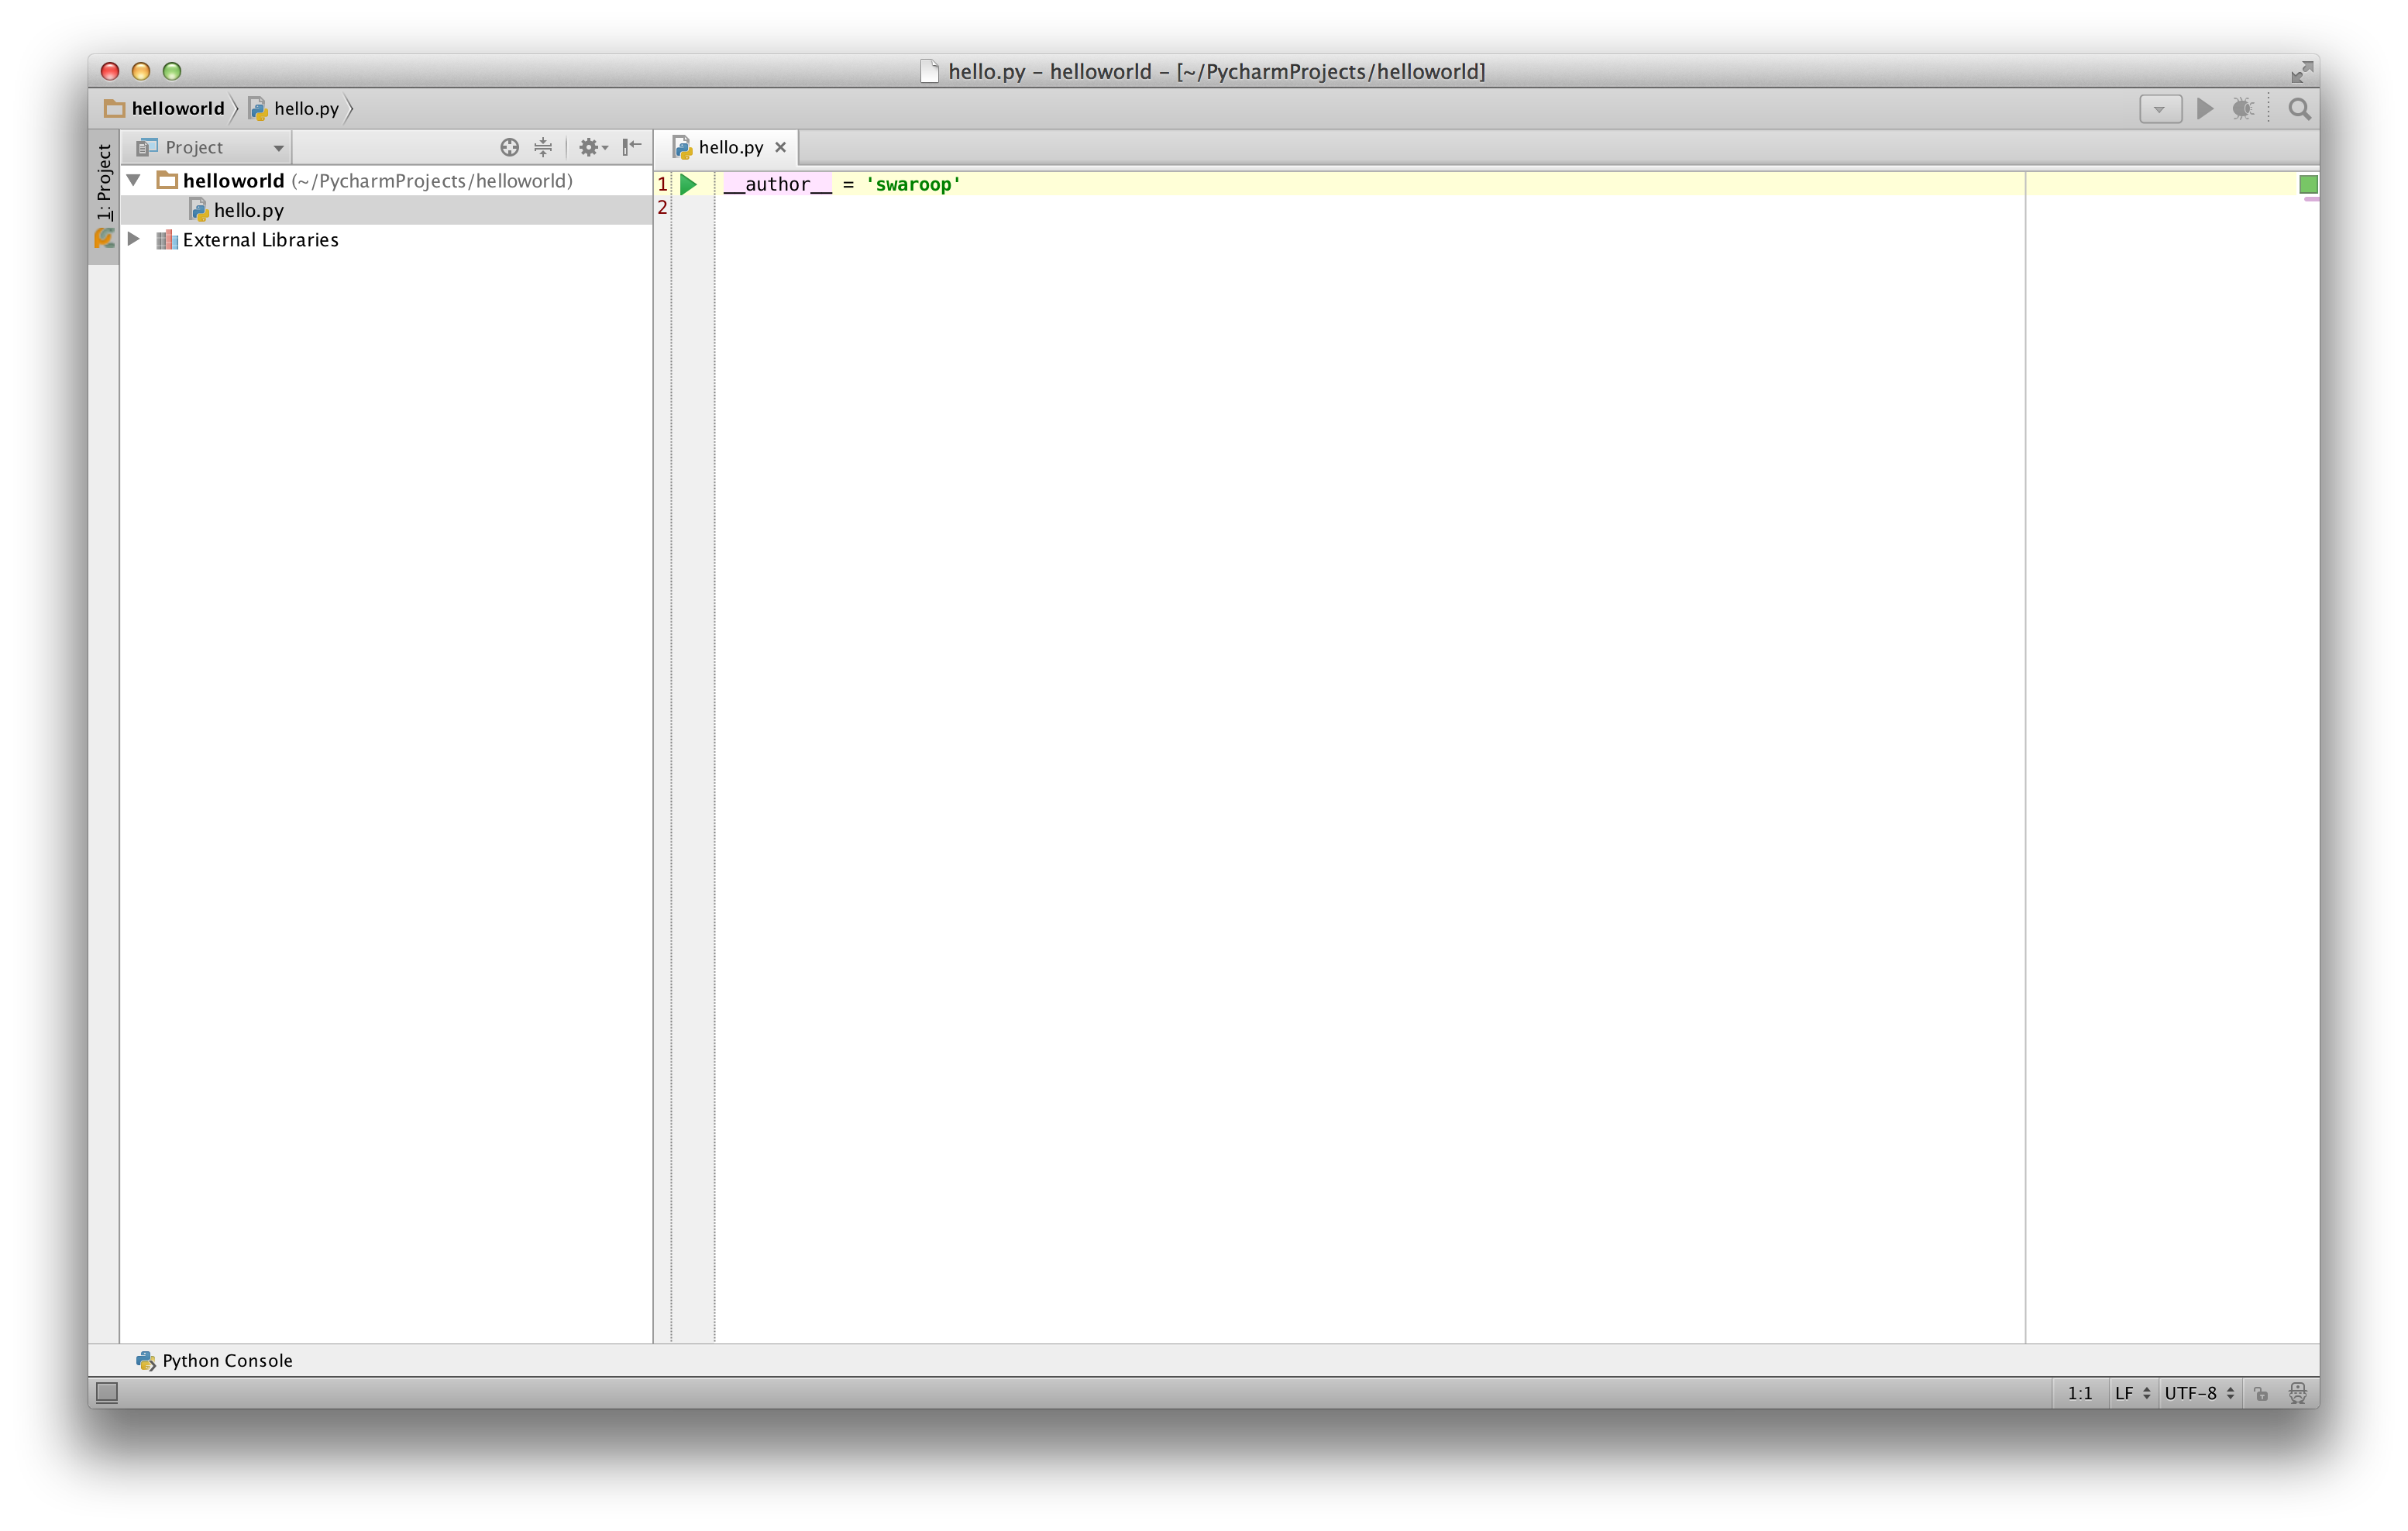 hello.py – helloworld – [~/PycharmProjects/helloworld]
helloworld hello.py
1: Project
Project
hello.py
helloworld (~/PycharmProjects/helloworld)
hello.py
External Libraries
1 __author__ = 'swaroop'
2
Python Console
1:1 LF UTF-8